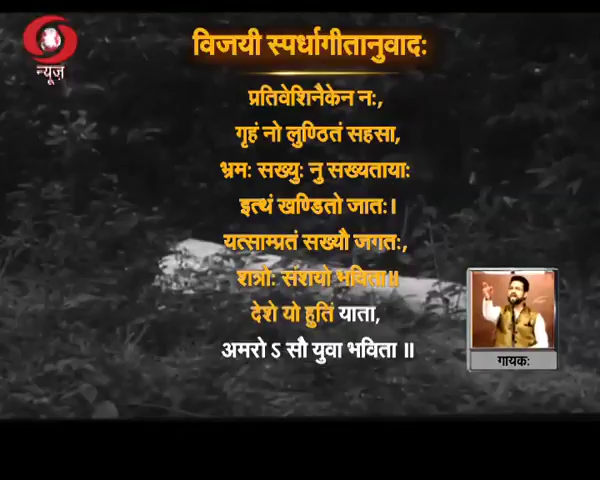 न्यूज़
विजयी स्पर्धागीतानुवादः
प्रतिवेशिनैकेन नः,
गृहं नो लुण्ठितं सहसा,
भ्रमः सख्युः नु सख्यतायाः
इत्थं खण्डितो जातः।
यत्साम्प्रतं सख्यौ जगतः,
शत्रोः संशयो भविता॥
देशे यो हुतिं याता,
अमरो ऽ सौ युवा भविता ॥
गायकः